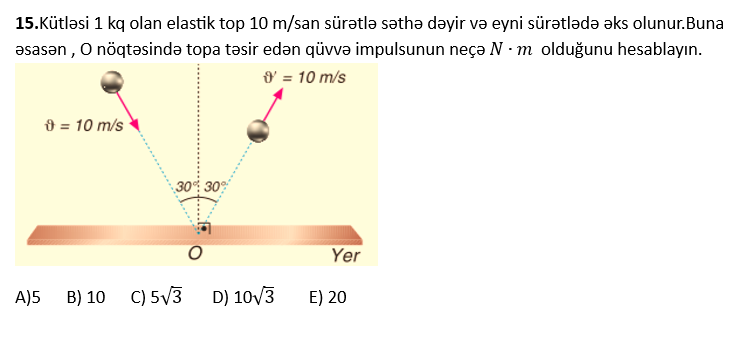 15.Kütləsi 1 kq olan elastik top 10 m/san sürətlə səthə dəyir və eyni sürətlədə əks olunur.Buna
əsasən , O nöqtəsində topa təsir edən qüvvə impulsunun neçə N · m olduğunu hesablayın.
ϑ' = 10 m/s
ϑ = 10 m/s
30° 30°
O
Yer
A)5 B) 10 C) 5√3 D) 10√3 E) 20